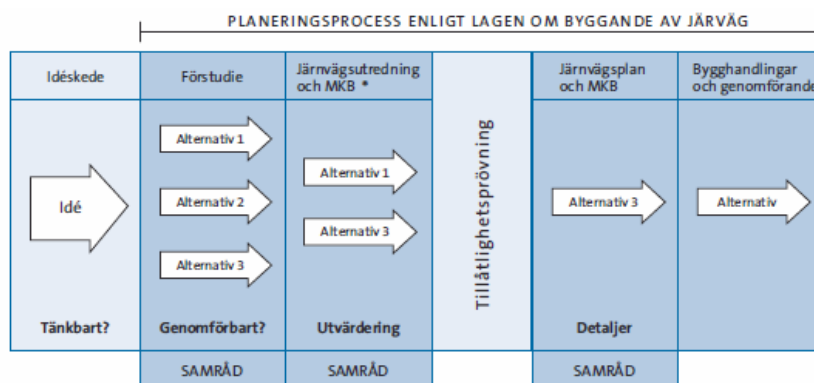 PLANERINGSPROCESS ENLIGT LAGEN OM BYGGANDE AV JÄRVÄG
Idéskede
Förstudie
Järnvägsutredning
och MKB *
Järnvägsplan
och MKB
Bygghandlingar
och genomförande
Idé
Alternativ 1
Alternativ 2
Alternativ 3
Alternativ 1
Alternativ 3
Tillåtlighetsprövning
Alternativ 3
Alternativ
Tänkbart?
Genomförbart?
Utvärdering
Detaljer
SAMRÅD
SAMRÅD
SAMRÅD